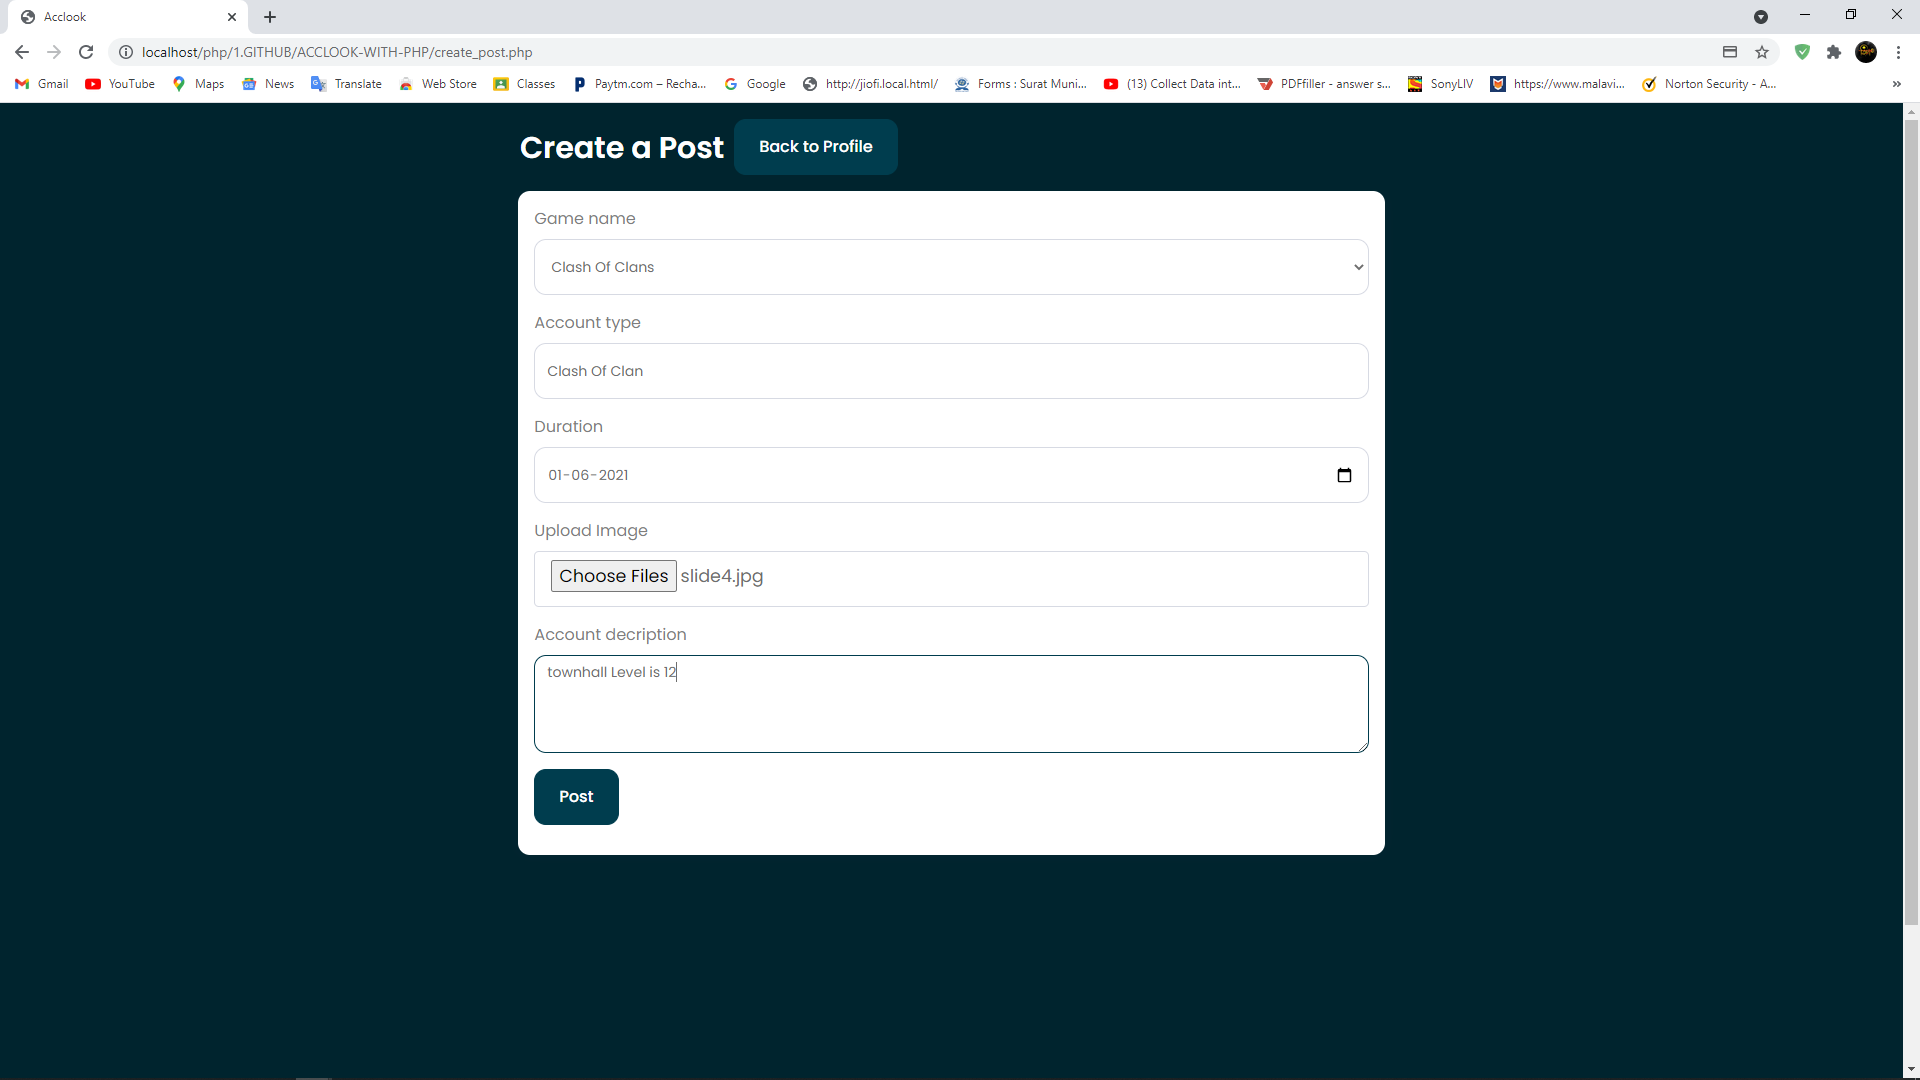 Acclook
localhost/php/1.GITHUB/ACCLOOK-WITH-PHP/create_post.php
Gmail YouTube Maps News Translate Web Store Classes Paytm.com – Recha... Google http://jiofi.local.html/ Forms : Surat Muni... (13) Collect Data int... PDFfiller - answer s... SonyLIV https://www.malavi... Norton Security - A... »
Create a Post Back to Profile
Game name
Clash Of Clans
Account type
Clash Of Clan
Duration
01-06-2021
Upload Image
Choose Files slide4.jpg
Account decription
townhall Level is 12
Post